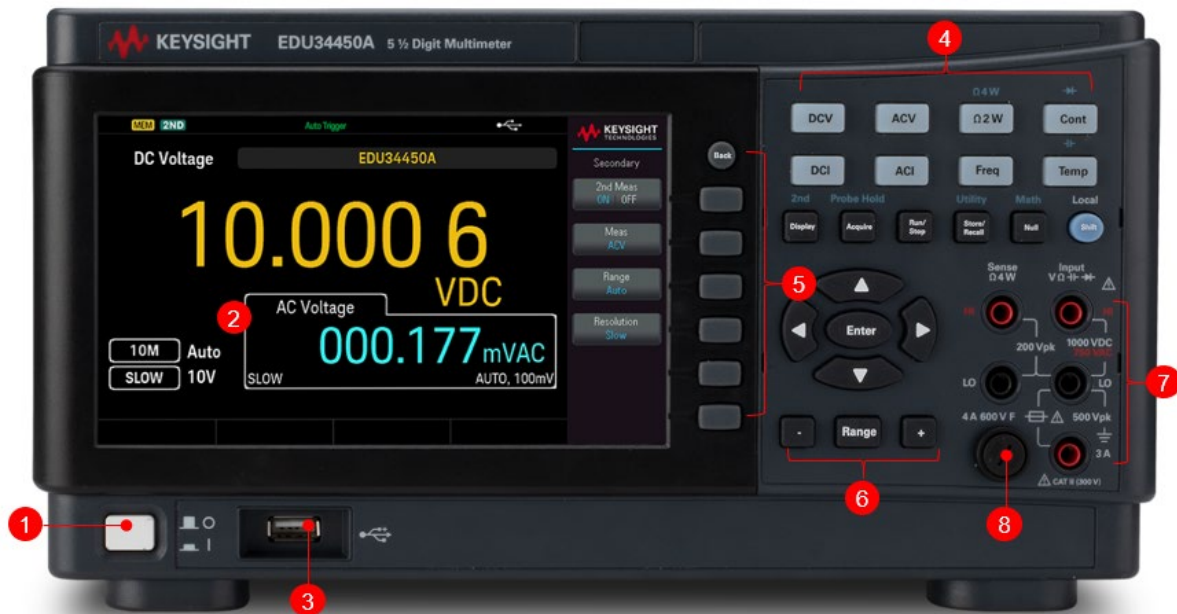 KEYSIGHT EDU34450A 5 ½ Digit Multimeter
4
MEM 2ND Auto Trigger
KEYSIGHT
TECHNOLOGIES
DC Voltage EDU34450A
Secondary
2nd Meas
ON OFF
Meas
ACV
Range
Auto
Resolution
Slow
10.000 6
VDC
2
AC Voltage
000.177 mVAC
SLOW AUTO, 100mV
10M Auto
SLOW 10V
Back
5
Ω 4 W
DCV ACV Ω 2 W Cont
DCI ACI Freq Temp
2nd Probe Hold Utility Math Local
Display Acquire Run/Stop Store/Recall Null Shift
Enter
- Range +
6
Sense
Ω 4 W
Input
V Ω
HI HI
200 Vpk
1000 VDC
750 VAC
LO LO
7
4 A 600 V F 500 Vpk
3 A
CAT II (300 V)
8
1
O
I
3